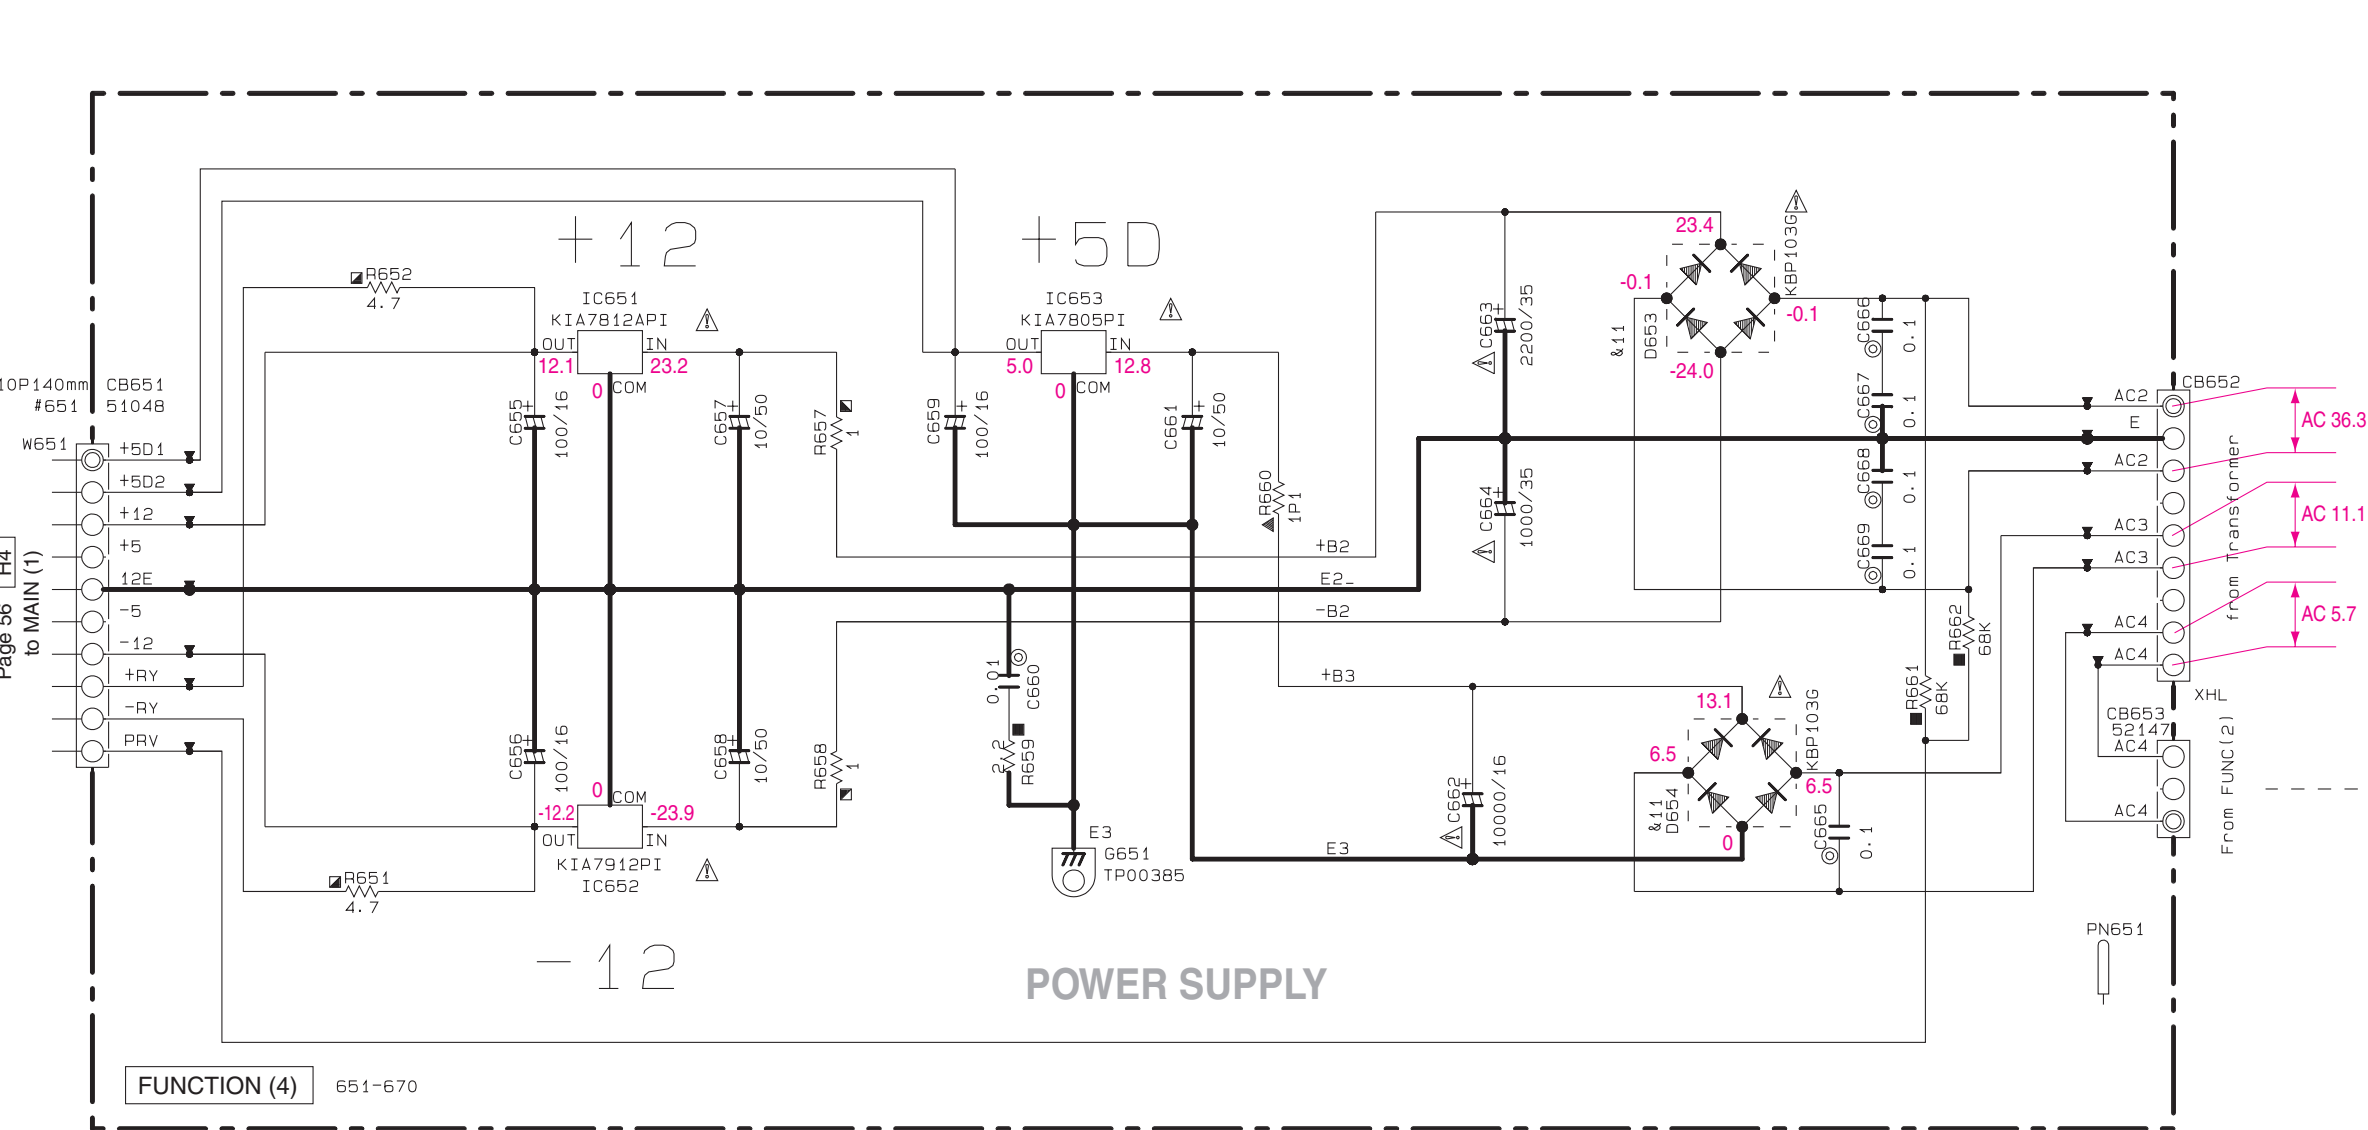 +12
+5D
R652
4.7
IC651
KIA7812API
OUT
IN
12.1
23.2
0
COM
IC653
KIA7805PI
OUT
IN
5.0
12.8
0
COM
10P140mm
#651
CB651
51048
W651
+5D1
+5D2
+12
+5
12E
-5
-12
+RY
-RY
PRV
Page 56
H4
to MAIN (1)
C655
100/16
C657
10/50
R657
1
C659
100/16
C661
10/50
R660
1P1
C663
2200/35
C664
1000/35
+B2
E2
-B2
+B3
E3
23.4
-0.1
-0.1
-24.0
&11
D653
KBP103G
C666
0.1
C667
0.1
C668
0.1
C669
0.1
AC2
E
AC2
AC3
AC3
AC4
AC4
CB652
from Transformer
AC 36.3
AC 11.1
AC 5.7
XHL
R662
68K
R661
68K
CB653
52147
AC4
AC4
From FUNC(2)
C656
100/16
C658
10/50
R658
1
0
COM
-12.2
-23.9
OUT
IN
KIA7912PI
IC652
R651
4.7
-12
0.01
C660
2.2
R659
E3
G651
TP00385
C662
10000/16
13.1
6.5
6.5
0
&11
D654
KBP103G
C665
0.1
PN651
POWER SUPPLY
FUNCTION (4)
651-670